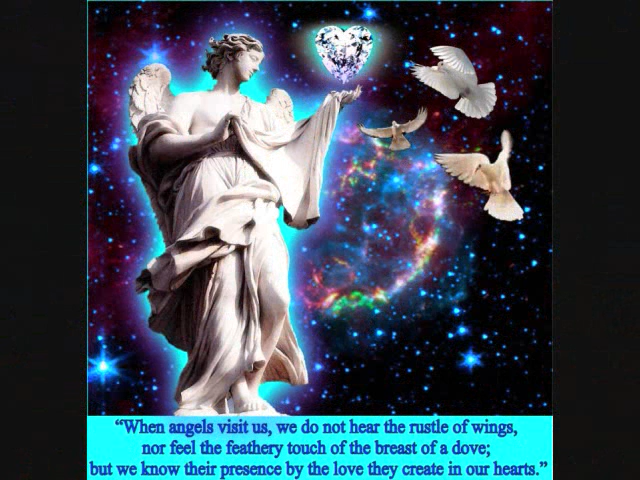 “When angels visit us, we do not hear the rustle of wings,
nor feel the feathery touch of the breast of a dove;
but we know their presence by the love they create in our hearts.”